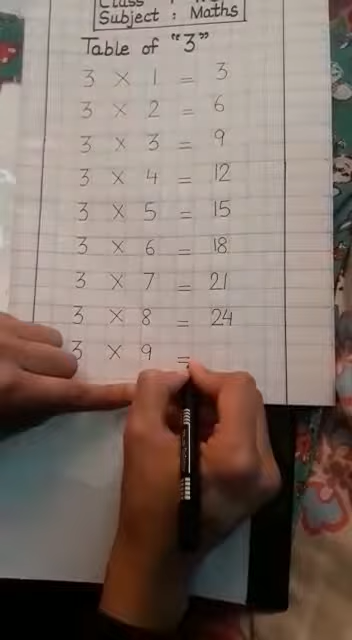 Class :
Subject : Maths
Table of "3"
3 × 1 = 3
3 × 2 = 6
3 × 3 = 9
3 × 4 = 12
3 × 5 = 15
3 × 6 = 18
3 × 7 = 21
3 × 8 = 24
3 × 9 =